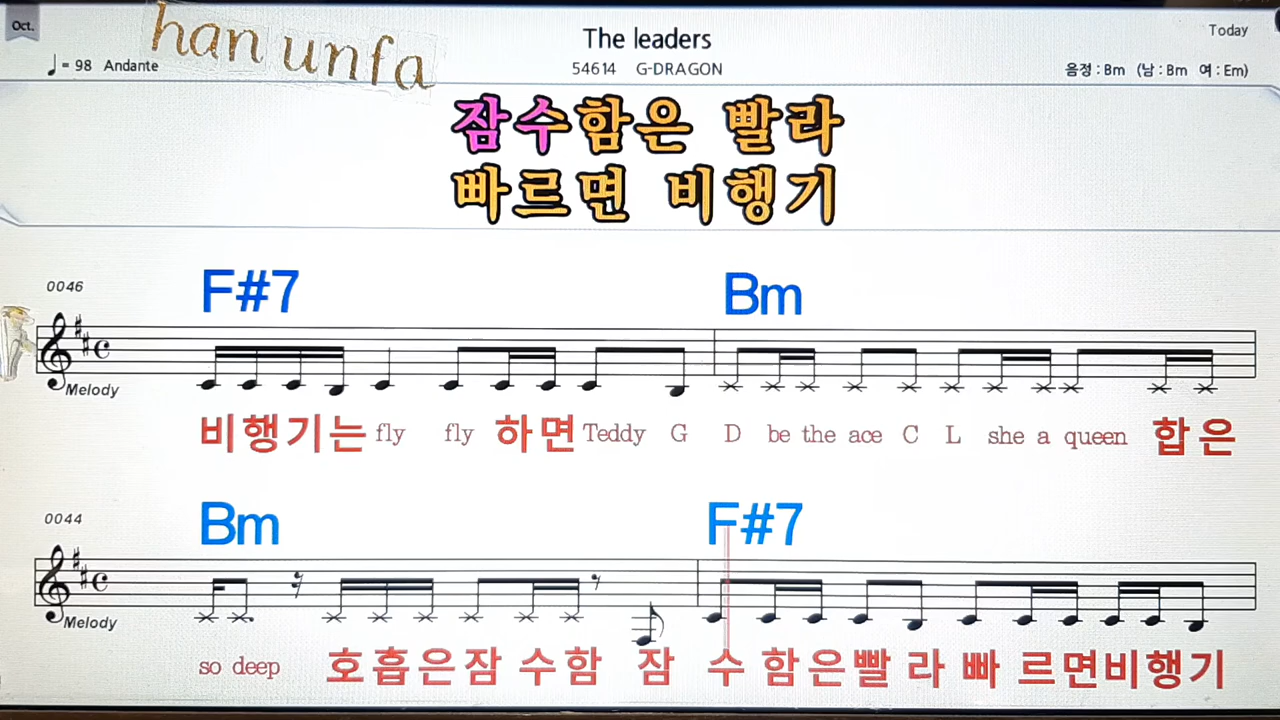 Oct.
han unfa
The leaders
Today
♩ = 98 Andante
54614 G-DRAGON
음정 : Bm (남 : Bm 여 : Em)
잠수함은 빨라
빠르면 비행기
0046
F#7 Bm
Melody
비행기는 fly fly 하면 Teddy G D be the ace C L she a queen 합은
0044
Bm F#7
Melody
so deep 호흡은잠 수함 잠 수 함은빨 라 빠 르면비행기